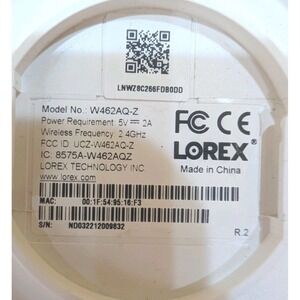 LNWZ8C266FDB0DD
Model No.: W462AQ-Z
Power Requirement: 5V ⎓ 2A
Wireless Frequency: 2.4GHz
FCC ID: UCZ-W462AQ-Z
IC: 8575A-W462AQZ
LOREX TECHNOLOGY INC.
www.lorex.com
FC CE
LOREX
Made in China
MAC: 00:1F:54:95:16:F3
S/N: ND032212009832
R.2